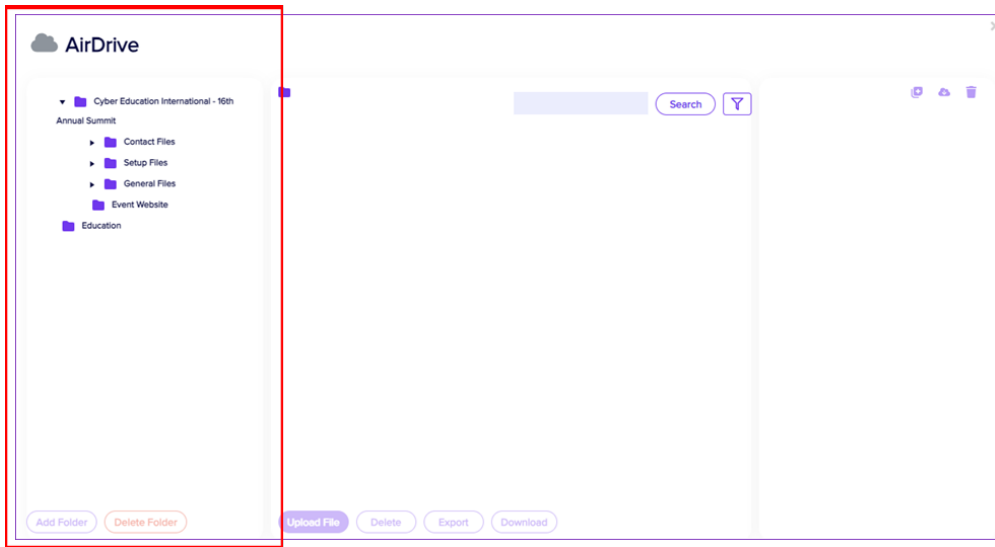 AirDrive
Cyber Education International - 16th
Annual Summit
Contact Files
Setup Files
General Files
Event Website
Education
Add Folder
Delete Folder
Search
Upload File
Delete
Export
Download